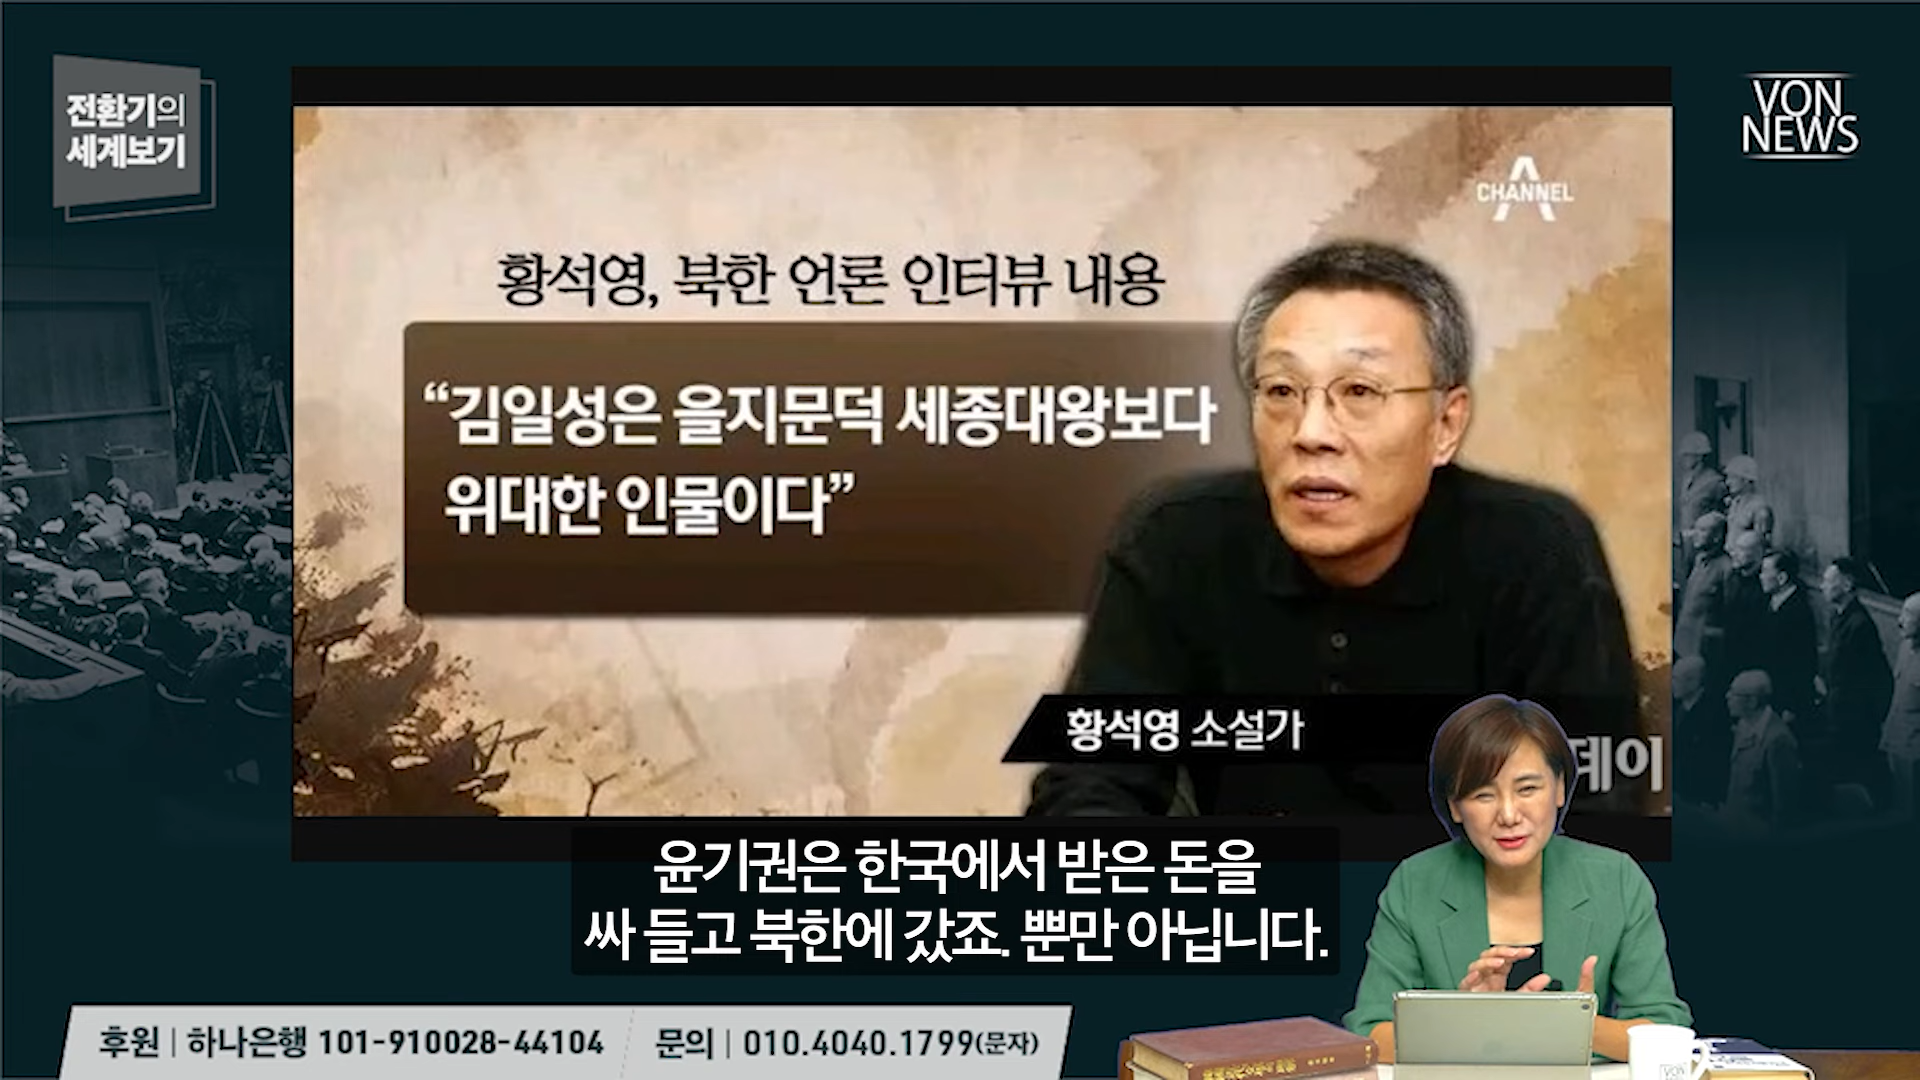 전환기의
세계보기
VON
NEWS
CHANNEL A
황석영, 북한 언론 인터뷰 내용
“김일성은 을지문덕 세종대왕보다
위대한 인물이다”
황석영 소설가
데이
윤기권은 한국에서 받은 돈을
싸 들고 북한에 갔죠. 뿐만 아닙니다.
후원 | 하나은행 101-910028-44104
문의 | 010.4040.1799(문자)
VON